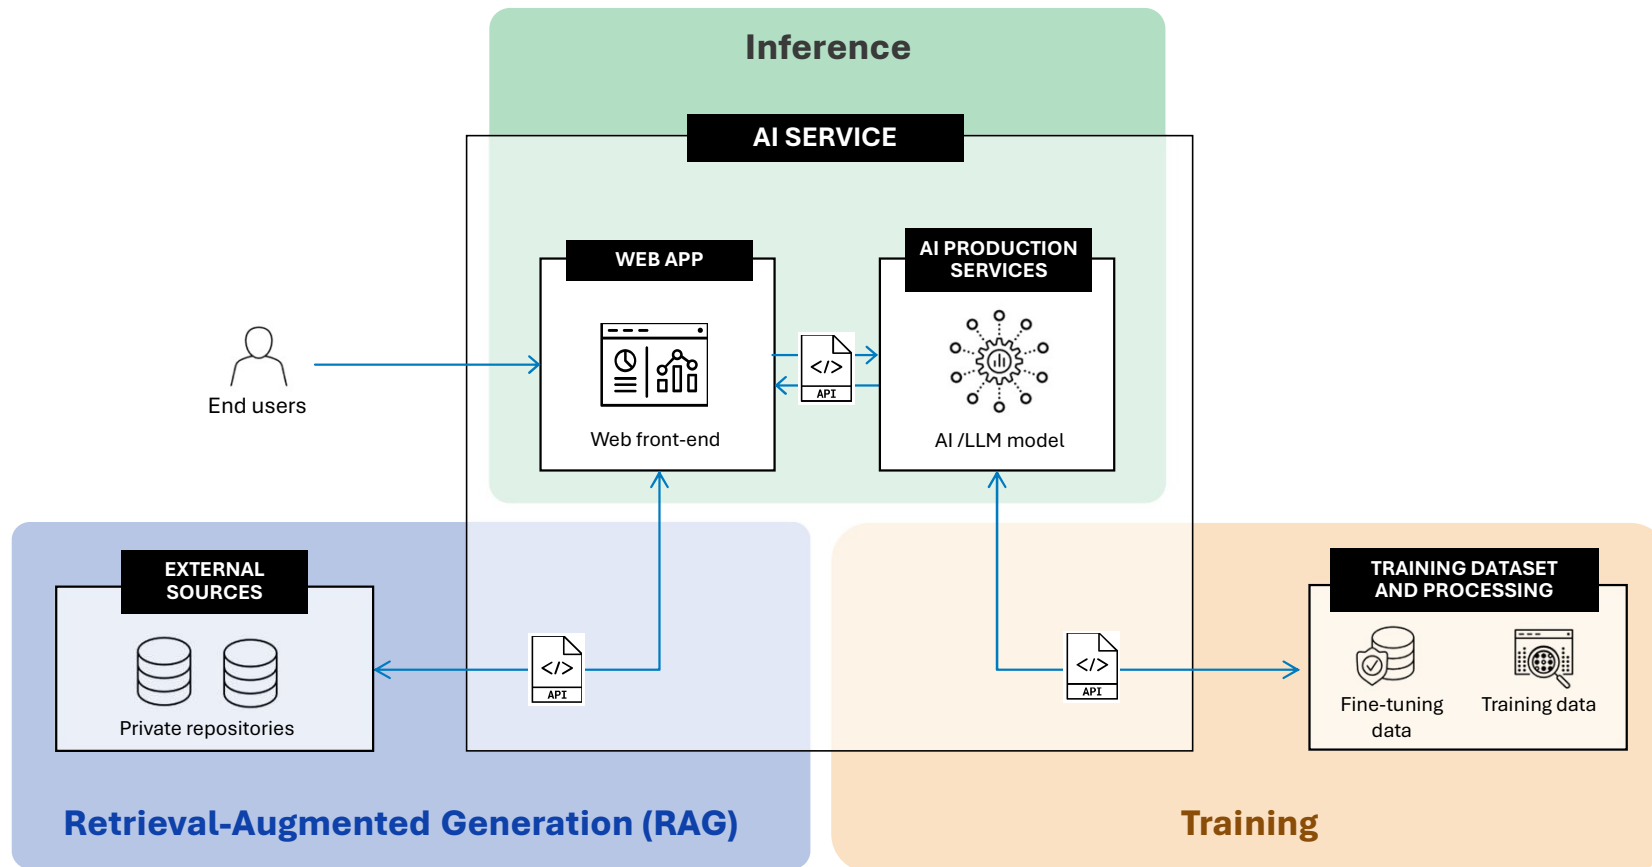 Inference
AI SERVICE
WEB APP
AI PRODUCTION
SERVICES
</>
API
End users
Web front-end
AI /LLM model
EXTERNAL
SOURCES
TRAINING DATASET
AND PROCESSING
</>
API
</>
API
Private repositories
Fine-tuning
data
Training data
Retrieval-Augmented Generation (RAG)
Training